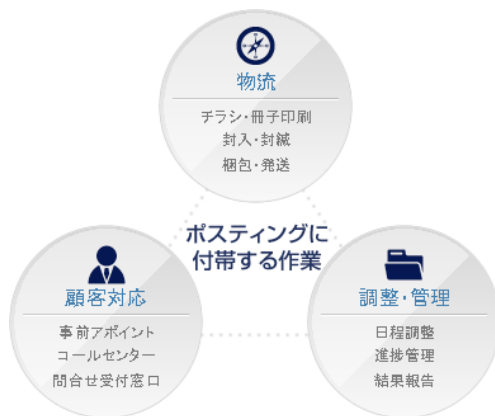 物流
チラシ・冊子印刷
封入・封緘
梱包・発送
ポスティングに
付帯する作業
顧客対応
事前アポイント
コールセンター
問合せ受付窓口
調整・管理
日程調整
進捗管理
結果報告